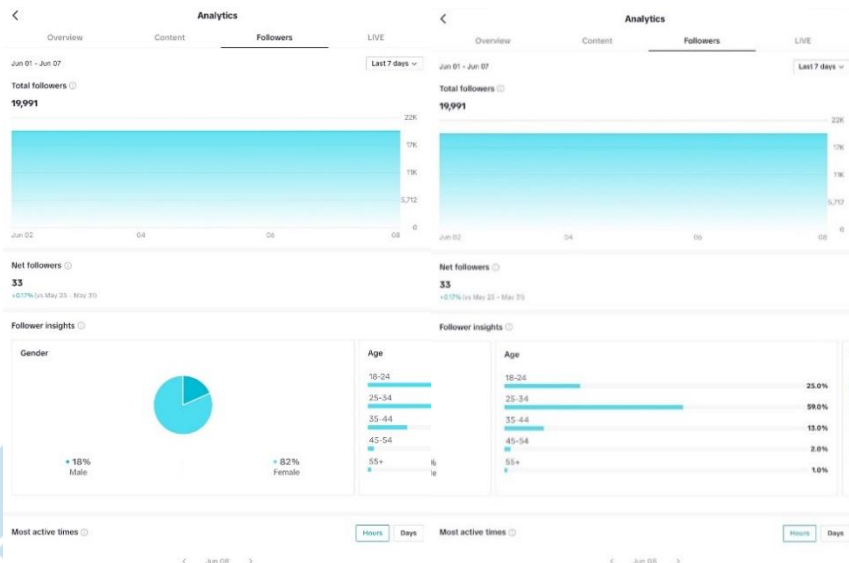 Analytics
Overview Content Followers LIVE
Jun 01 - Jun 07 Last 7 days
Total followers
19,991
22K
17K
11K
5,712
0
Jun 02 04 06 08
Net followers
33
+0.17% (vs May 25 - May 31)
Follower insights
Gender
18% Male
82% Female
Age
18-24
25-34
35-44
45-54
55+
Most active times Hours Days
Jun 08
Analytics
Overview Content Followers LIVE
Jun 01 - Jun 07 Last 7 days
Total followers
19,991
22K
17K
11K
5,712
0
Jun 02 04 06 08
Net followers
33
+0.17% (vs May 25 - May 31)
Follower insights
Age
18-24 25.0%
25-34 59.0%
35-44 13.0%
45-54 2.0%
55+ 1.0%
Most active times Hours Days
Jun 08